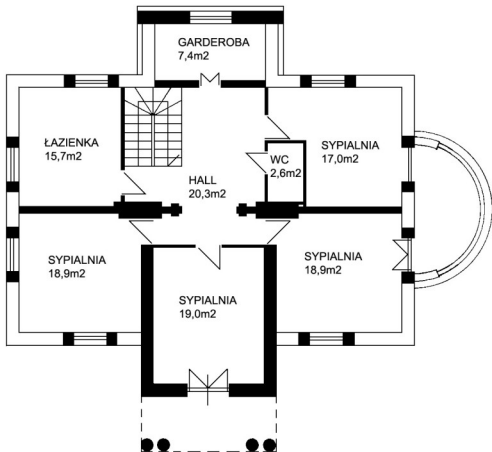 GARDEROBA
7,4m2
ŁAZIENKA
15,7m2
WC
2,6m2
SYPIALNIA
17,0m2
HALL
20,3m2
SYPIALNIA
18,9m2
SYPIALNIA
18,9m2
SYPIALNIA
19,0m2